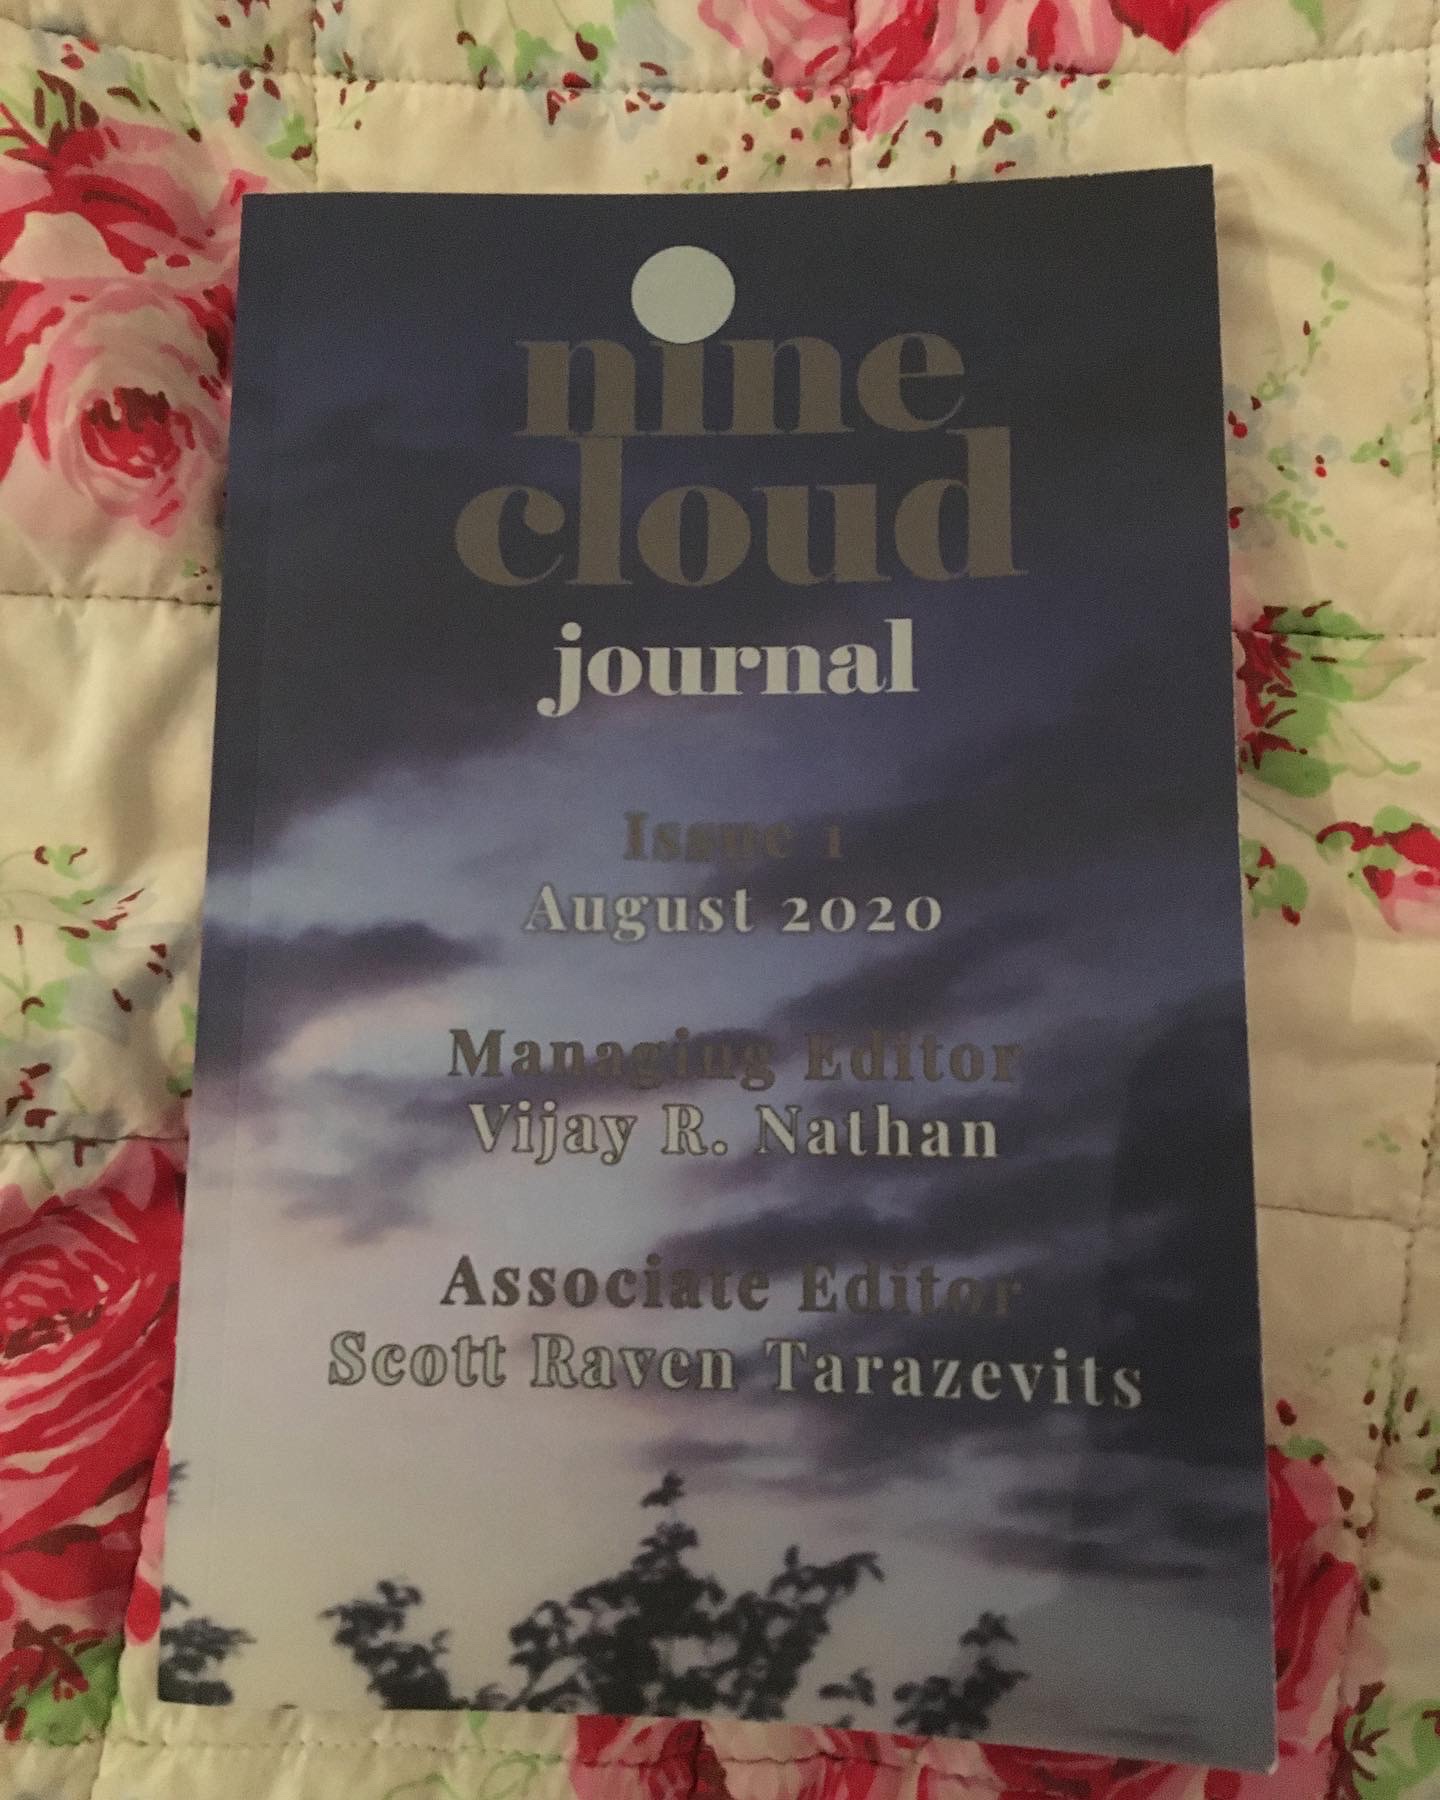 nine
cloud
journal
Issue 1
August 2020
Managing Editor
Vijay R. Nathan
Associate Editor
Scott Raven Tarazevits